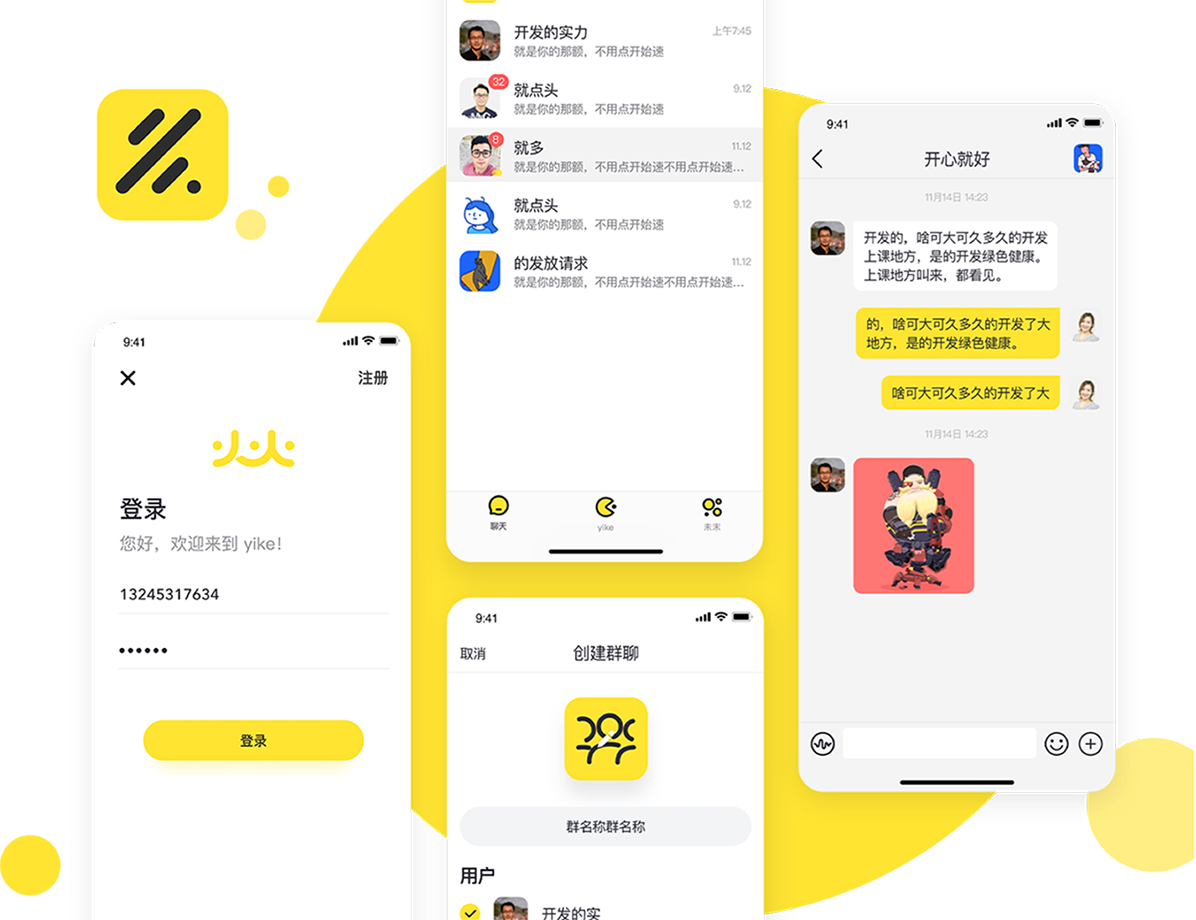 开发的实力
上午7:45
就是你的那额，不用点开始速
32
就点头
9.12
就是你的那额，不用点开始速
8
就多
11.12
就是你的那额，不用点开始速不用点开始速...
就点头
9.12
就是你的那额，不用点开始速
的发放请求
11.12
就是你的那额，不用点开始速不用点开始速...
聊天
yike
未末
9:41
注册
登录
您好，欢迎来到 yike！
13245317634
••••••
登录
9:41
取消
创建群聊
群名称群名称
用户
开发的实
9:41
开心就好
11月14日 14:23
开发的，啥可大可久多久的开发
上课地方，是的开发绿色健康。
上课地方叫来，都看见。
的，啥可大可久多久的开发了大
地方，是的开发绿色健康。
啥可大可久多久的开发了大
11月14日 14:23